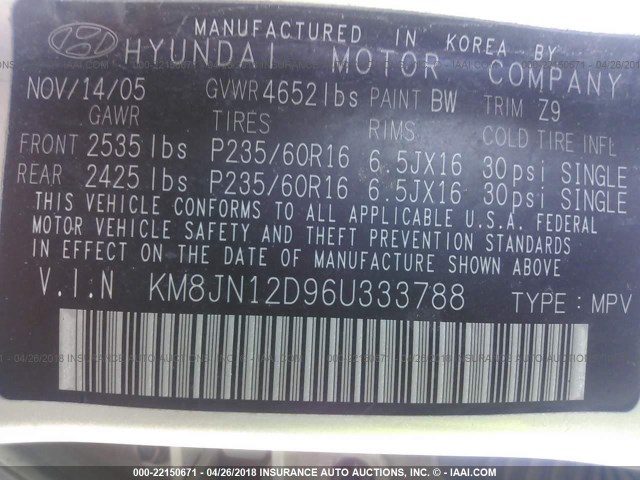 MANUFACTURED IN KOREA BY
HYUNDAI MOTOR COMPANY
NOV/14/05 GVWR 4652 lbs PAINT BW TRIM Z9
GAWR TIRES RIMS COLD TIRE INFL
FRONT 2535 lbs P235/60R16 6.5JX16 30 psi SINGLE
REAR 2425 lbs P235/60R16 6.5JX16 30 psi SINGLE
THIS VEHICLE CONFORMS TO ALL APPLICABLE U.S.A. FEDERAL
MOTOR VEHICLE SAFETY AND THEFT PREVENTION STANDARDS
IN EFFECT ON THE DATE OF MANUFACTURE SHOWN ABOVE
V.I.N KM8JN12D96U333788 TYPE : MPV
000-22150671 - 04/26/2018 INSURANCE AUTO AUCTIONS, INC. - © - IAAI.COM